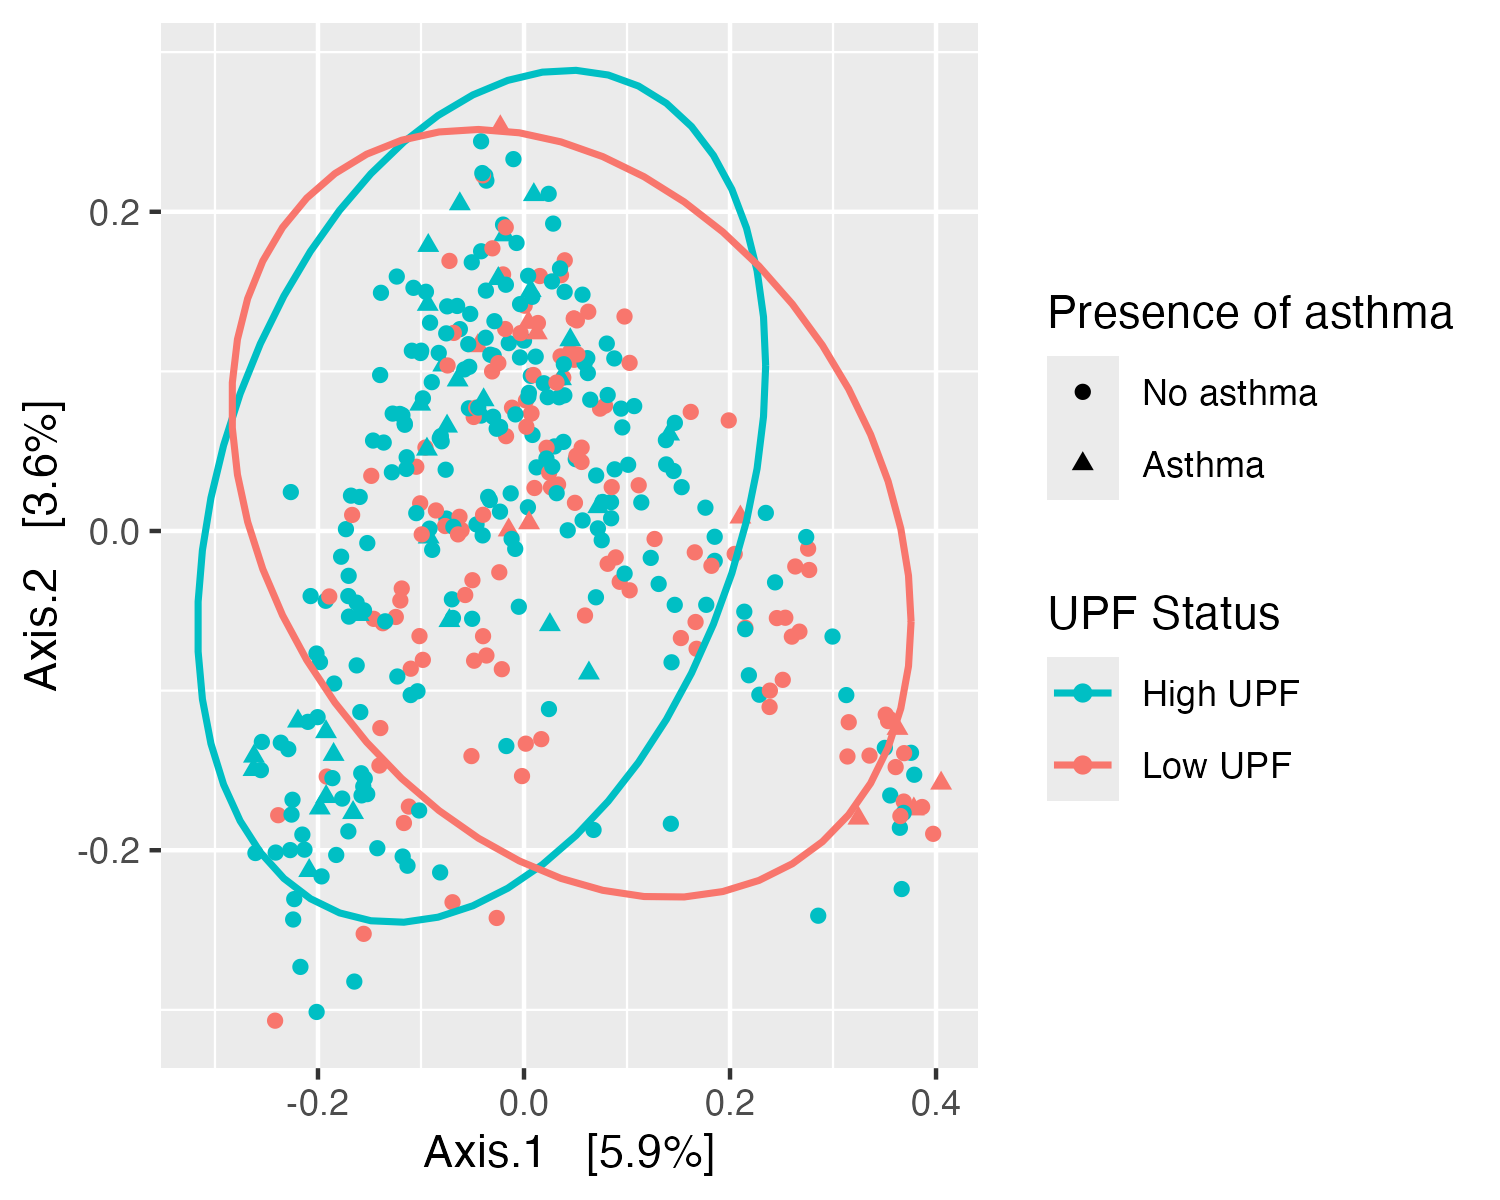 0.2
0.0
-0.2
Axis.2 [3.6%]
-0.2
0.0
0.2
0.4
Axis.1 [5.9%]
Presence of asthma
No asthma
Asthma
UPF Status
High UPF
Low UPF